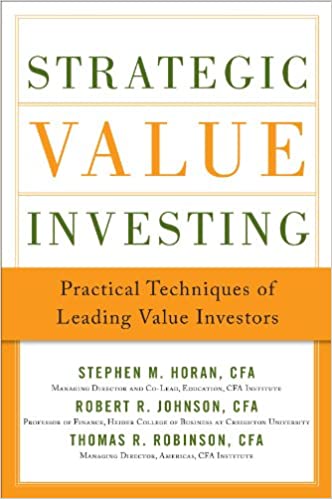 STRATEGIC
VALUE
INVESTING
Practical Techniques of
Leading Value Investors
STEPHEN M. HORAN, CFA
MANAGING DIRECTOR AND CO-LEAD, EDUCATION, CFA INSTITUTE
ROBERT R. JOHNSON, CFA
PROFESSOR OF FINANCE, HEIDER COLLEGE OF BUSINESS AT CREIGHTON UNIVERSITY
THOMAS R. ROBINSON, CFA
MANAGING DIRECTOR, AMERICAS, CFA INSTITUTE